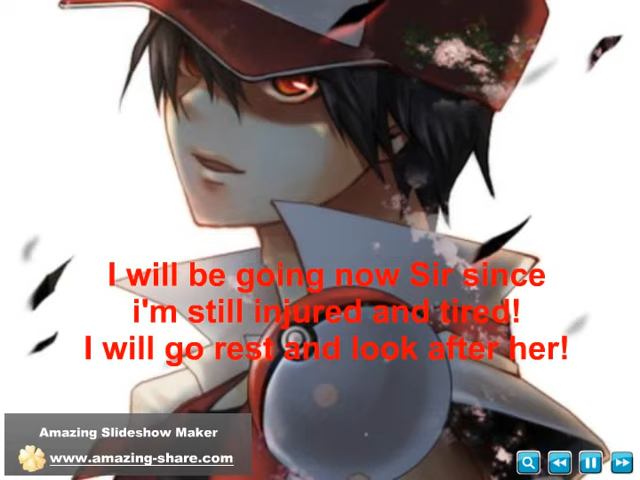 I will be going now Sir since
i'm still injured and tired!
I will go rest and look after her!
Amazing Slideshow Maker
www.amazing-share.com